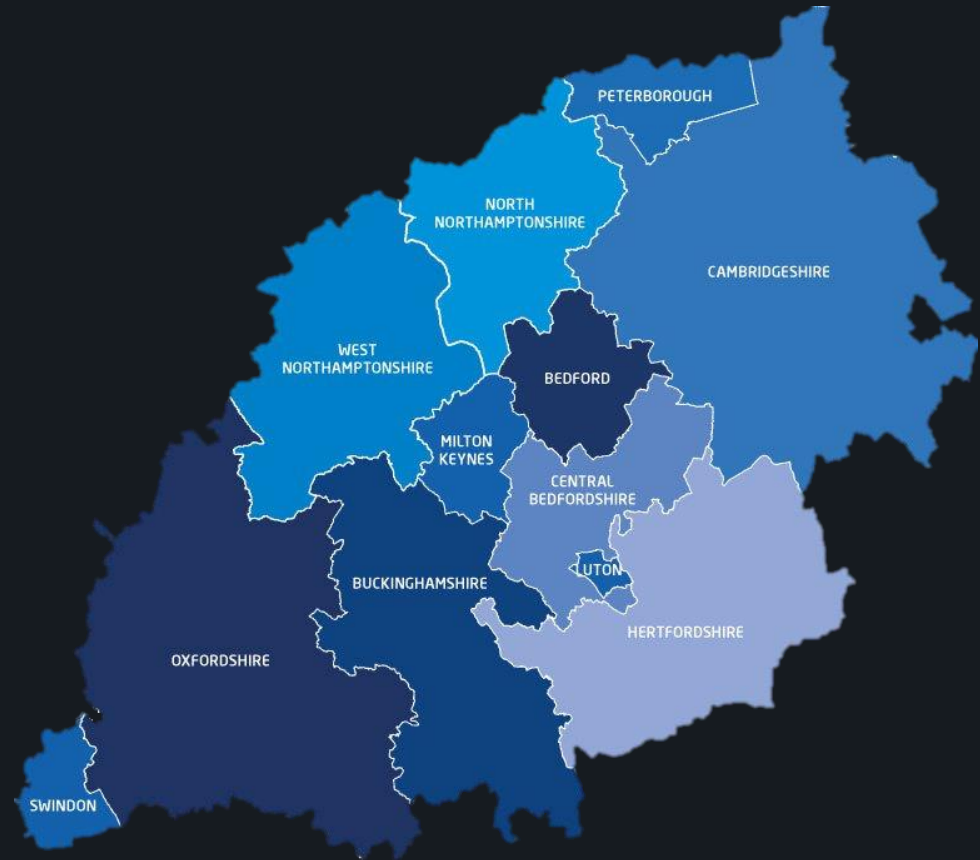 PETERBOROUGH
NORTH
NORTHAMPTONSHIRE
CAMBRIDGESHIRE
WEST
NORTHAMPTONSHIRE
BEDFORD
MILTON
KEYNES
CENTRAL
BEDFORDSHIRE
LUTON
BUCKINGHAMSHIRE
HERTFORDSHIRE
OXFORDSHIRE
SWINDON